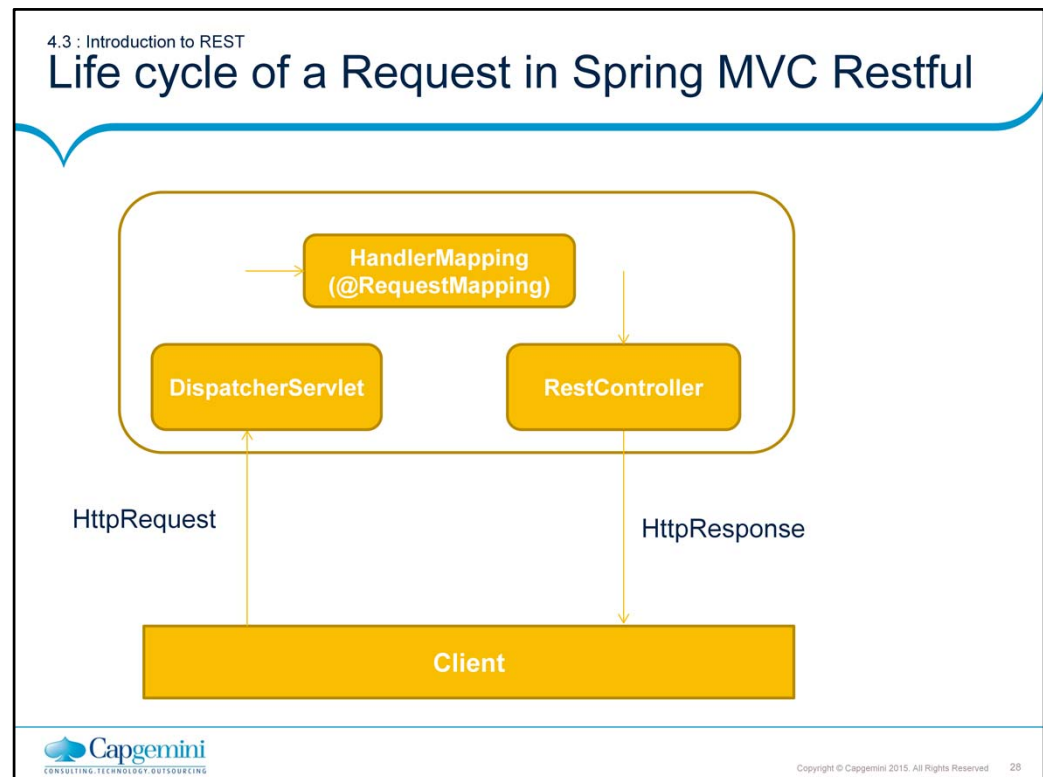 4.3 : Introduction to REST
Life cycle of a Request in Spring MVC Restful
HandlerMapping
(@RequestMapping)
DispatcherServlet
RestController
HttpRequest
HttpResponse
Client
Capgemini
CONSULTING.TECHNOLOGY.OUTSOURCING
Copyright © Capgemini 2015. All Rights Reserved 28